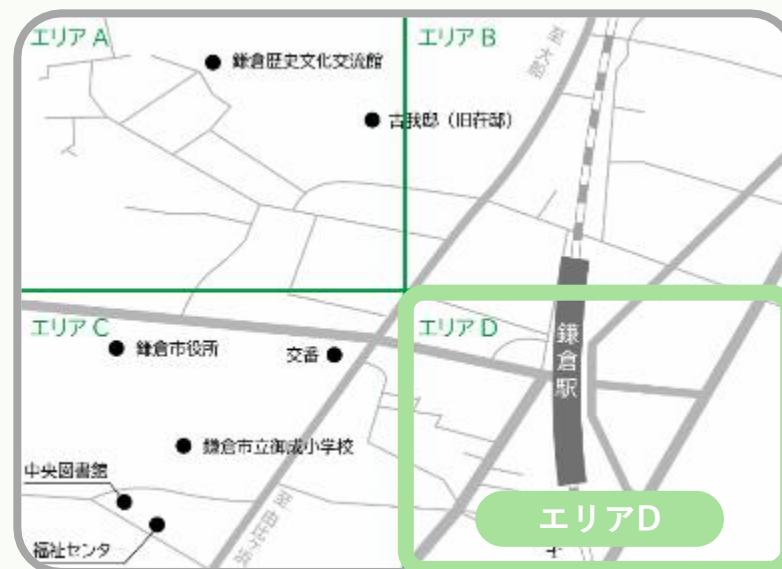 エリア A
エリア B
鎌倉歴史文化交流館
至 大船
古我邸（旧荘邸）
エリア C
エリア D
鎌倉市役所
交番
鎌倉駅
鎌倉市立御成小学校
中央図書館
至 由比ヶ浜
福祉センタ
エリアD